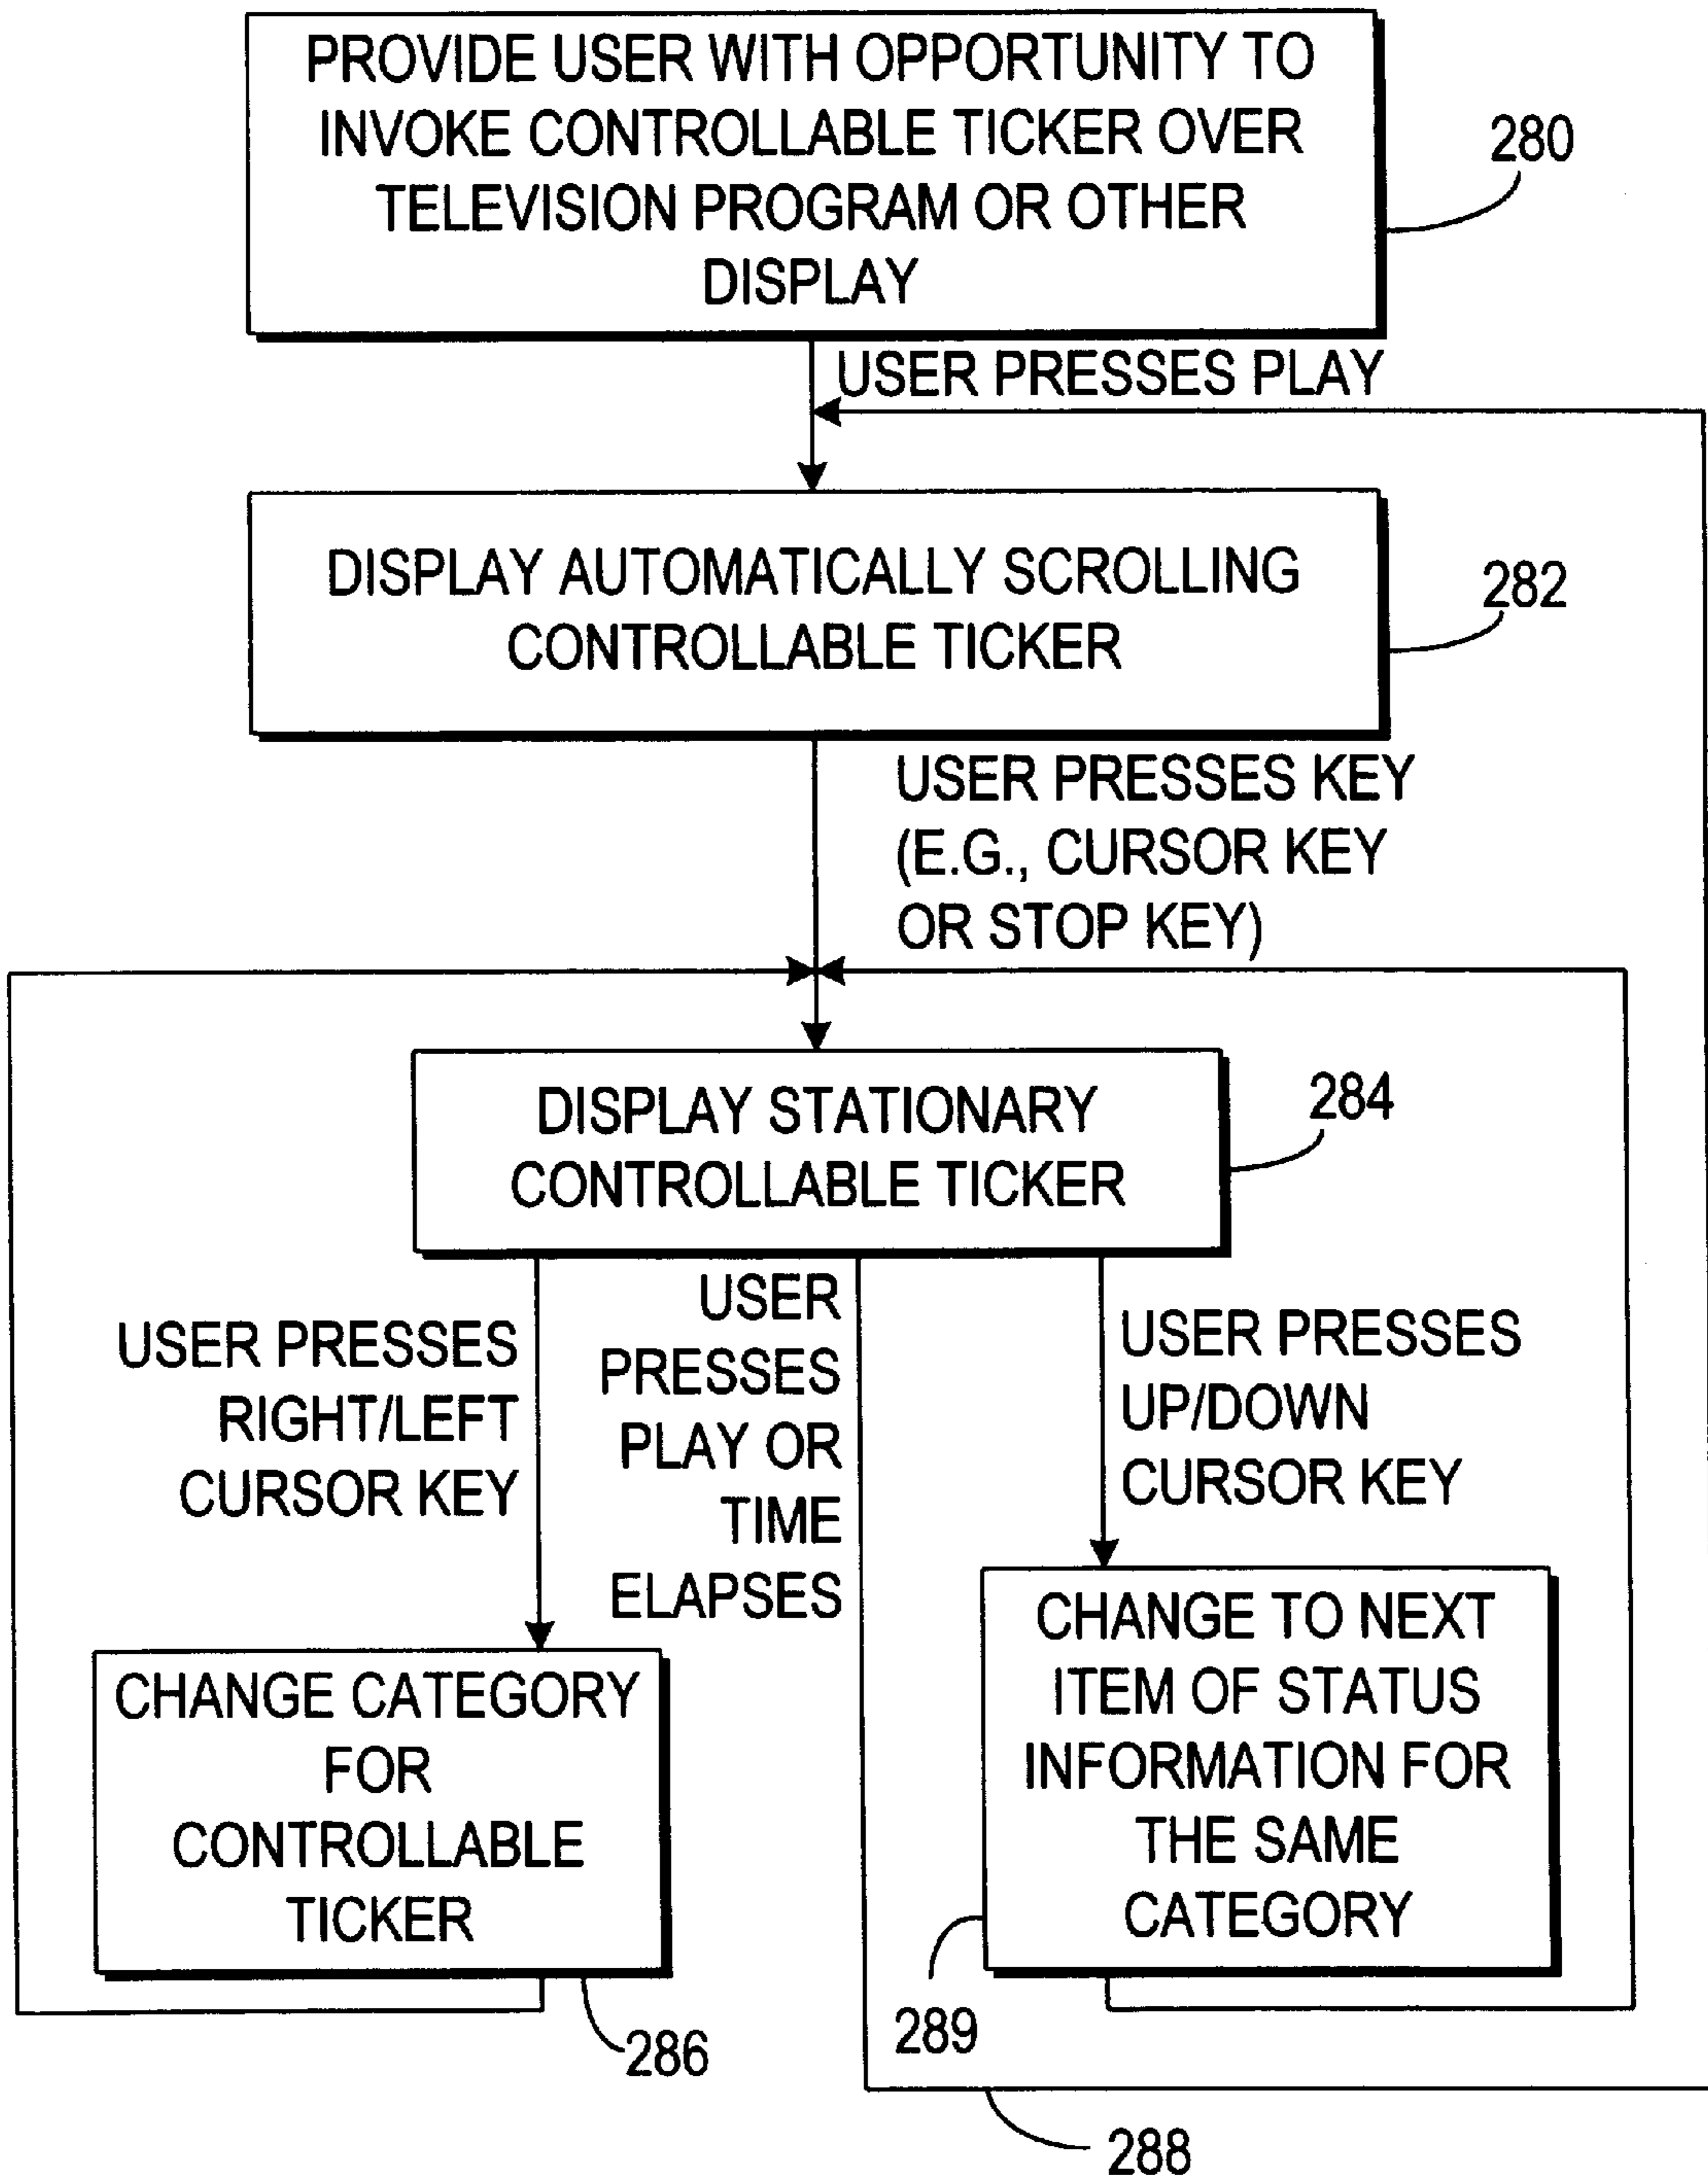 PROVIDE USER WITH OPPORTUNITY TO
INVOKE CONTROLLABLE TICKER OVER
TELEVISION PROGRAM OR OTHER
DISPLAY
280
USER PRESSES PLAY
DISPLAY AUTOMATICALLY SCROLLING
CONTROLLABLE TICKER
282
USER PRESSES KEY
(E.G., CURSOR KEY
OR STOP KEY)
DISPLAY STATIONARY
CONTROLLABLE TICKER
284
USER PRESSES
RIGHT/LEFT
CURSOR KEY
USER
PRESSES
PLAY OR
TIME
ELAPSES
USER PRESSES
UP/DOWN
CURSOR KEY
CHANGE CATEGORY
FOR
CONTROLLABLE
TICKER
286
CHANGE TO NEXT
ITEM OF STATUS
INFORMATION FOR
THE SAME
CATEGORY
289
288